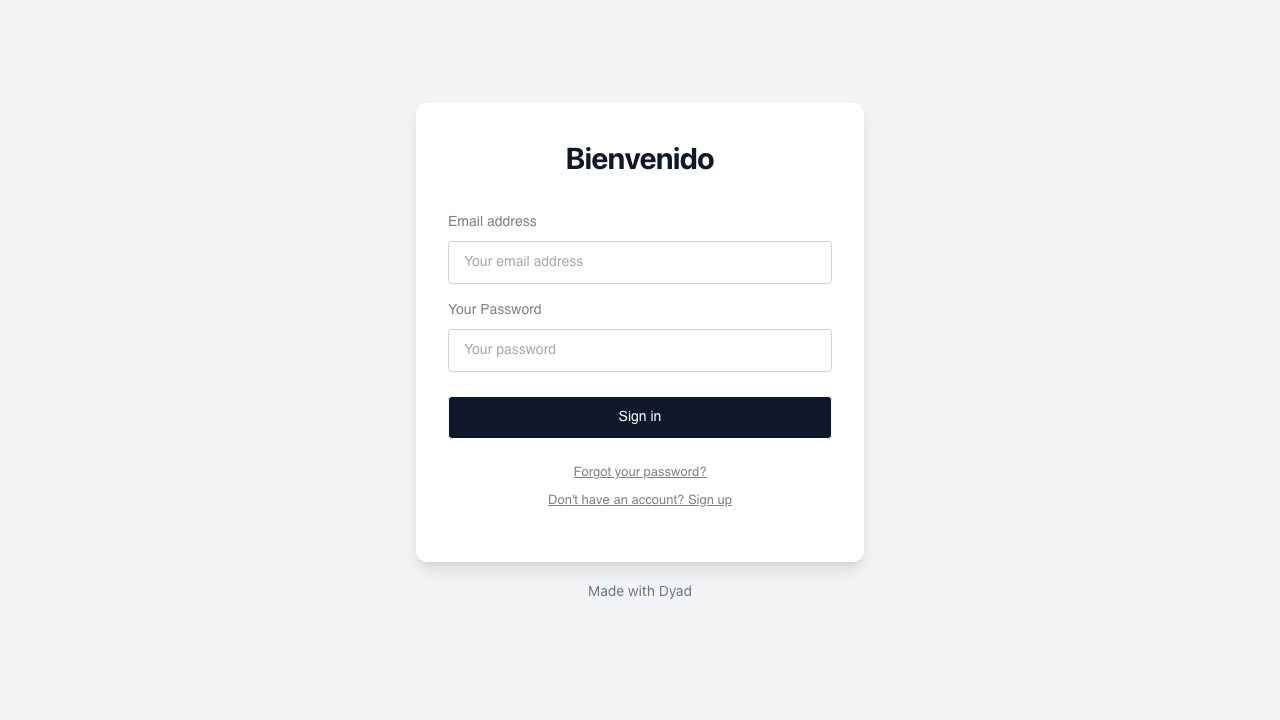 Bienvenido
Email address
Your email address
Your Password
Your password
Sign in
Forgot your password?
Don't have an account? Sign up
Made with Dyad